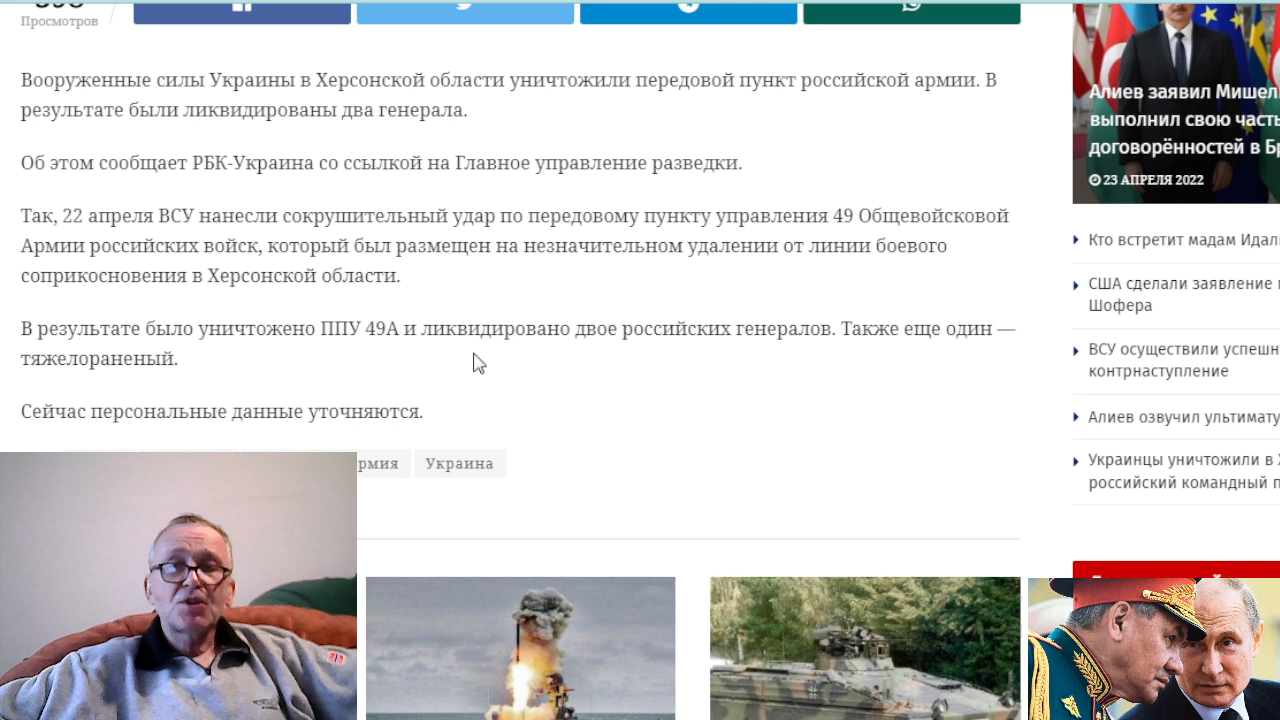 Просмотров
Вооруженные силы Украины в Херсонской области уничтожили передовой пункт российской армии. В
результате были ликвидированы два генерала.
Об этом сообщает РБК-Украина со ссылкой на Главное управление разведки.
Так, 22 апреля ВСУ нанесли сокрушительный удар по передовому пункту управления 49 Общевойсковой
Армии российских войск, который был размещен на незначительном удалении от линии боевого
соприкосновения в Херсонской области.
В результате было уничтожено ППУ 49А и ликвидировано двое российских генералов. Также еще один —
тяжелораненый.
Сейчас персональные данные уточняются.
рмия Украина
Алиев заявил Мишел
выполнил свою часть
договорённостей в Б
23 АПРЕЛЯ 2022
Кто встретит мадам Идал
США сделали заявление
Шофера
ВСУ осуществили успешн
контрнаступление
Алиев озвучил ультимату
Украинцы уничтожили в
российский командный п